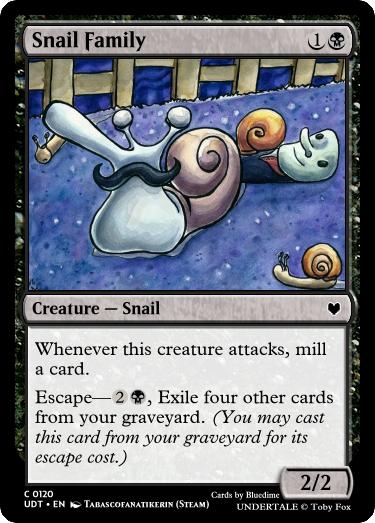 Snail Family 1
Creature — Snail
Whenever this creature attacks, mill
a card.
Escape—2, Exile four other cards
from your graveyard. (You may cast
this card from your graveyard for its
escape cost.)
2/2
C 0120
UDT • EN Tabascofanatikerin (Steam)
Cards by Bluedime
UNDERTALE © Toby Fox